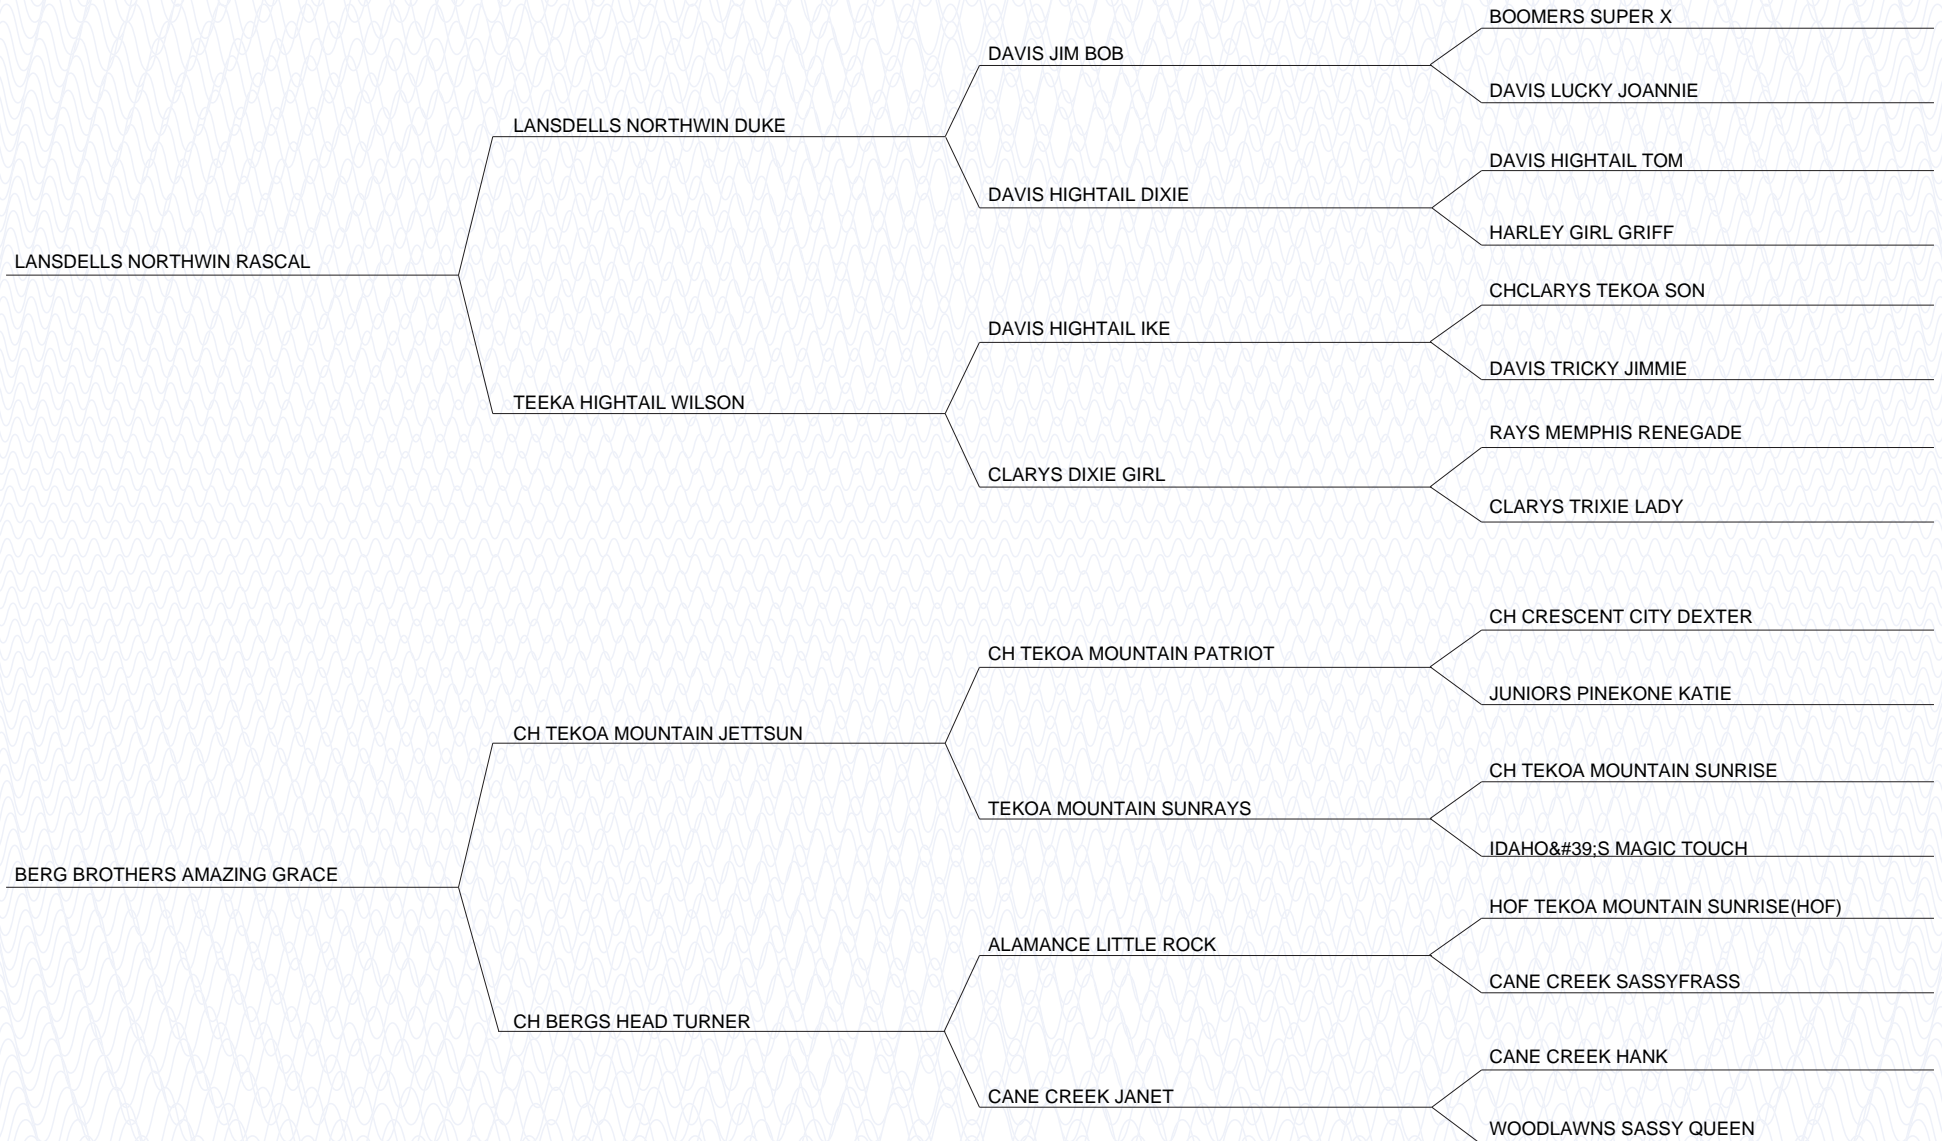 BOOMERS SUPER X
DAVIS JIM BOB
DAVIS LUCKY JOANNIE
LANSDELLS NORTHWIN DUKE
DAVIS HIGHTAIL TOM
DAVIS HIGHTAIL DIXIE
HARLEY GIRL GRIFF
LANSDELLS NORTHWIN RASCAL
CHCLARYS TEKOA SON
DAVIS HIGHTAIL IKE
DAVIS TRICKY JIMMIE
TEEKA HIGHTAIL WILSON
RAYS MEMPHIS RENEGADE
CLARYS DIXIE GIRL
CLARYS TRIXIE LADY
CH CRESCENT CITY DEXTER
CH TEKOA MOUNTAIN PATRIOT
JUNIORS PINEKONE KATIE
CH TEKOA MOUNTAIN JETTSUN
CH TEKOA MOUNTAIN SUNRISE
TEKOA MOUNTAIN SUNRAYS
IDAHO&#39;S MAGIC TOUCH
BERG BROTHERS AMAZING GRACE
HOF TEKOA MOUNTAIN SUNRISE(HOF)
ALAMANCE LITTLE ROCK
CANE CREEK SASSYFRASS
CH BERGS HEAD TURNER
CANE CREEK HANK
CANE CREEK JANET
WOODLAWNS SASSY QUEEN